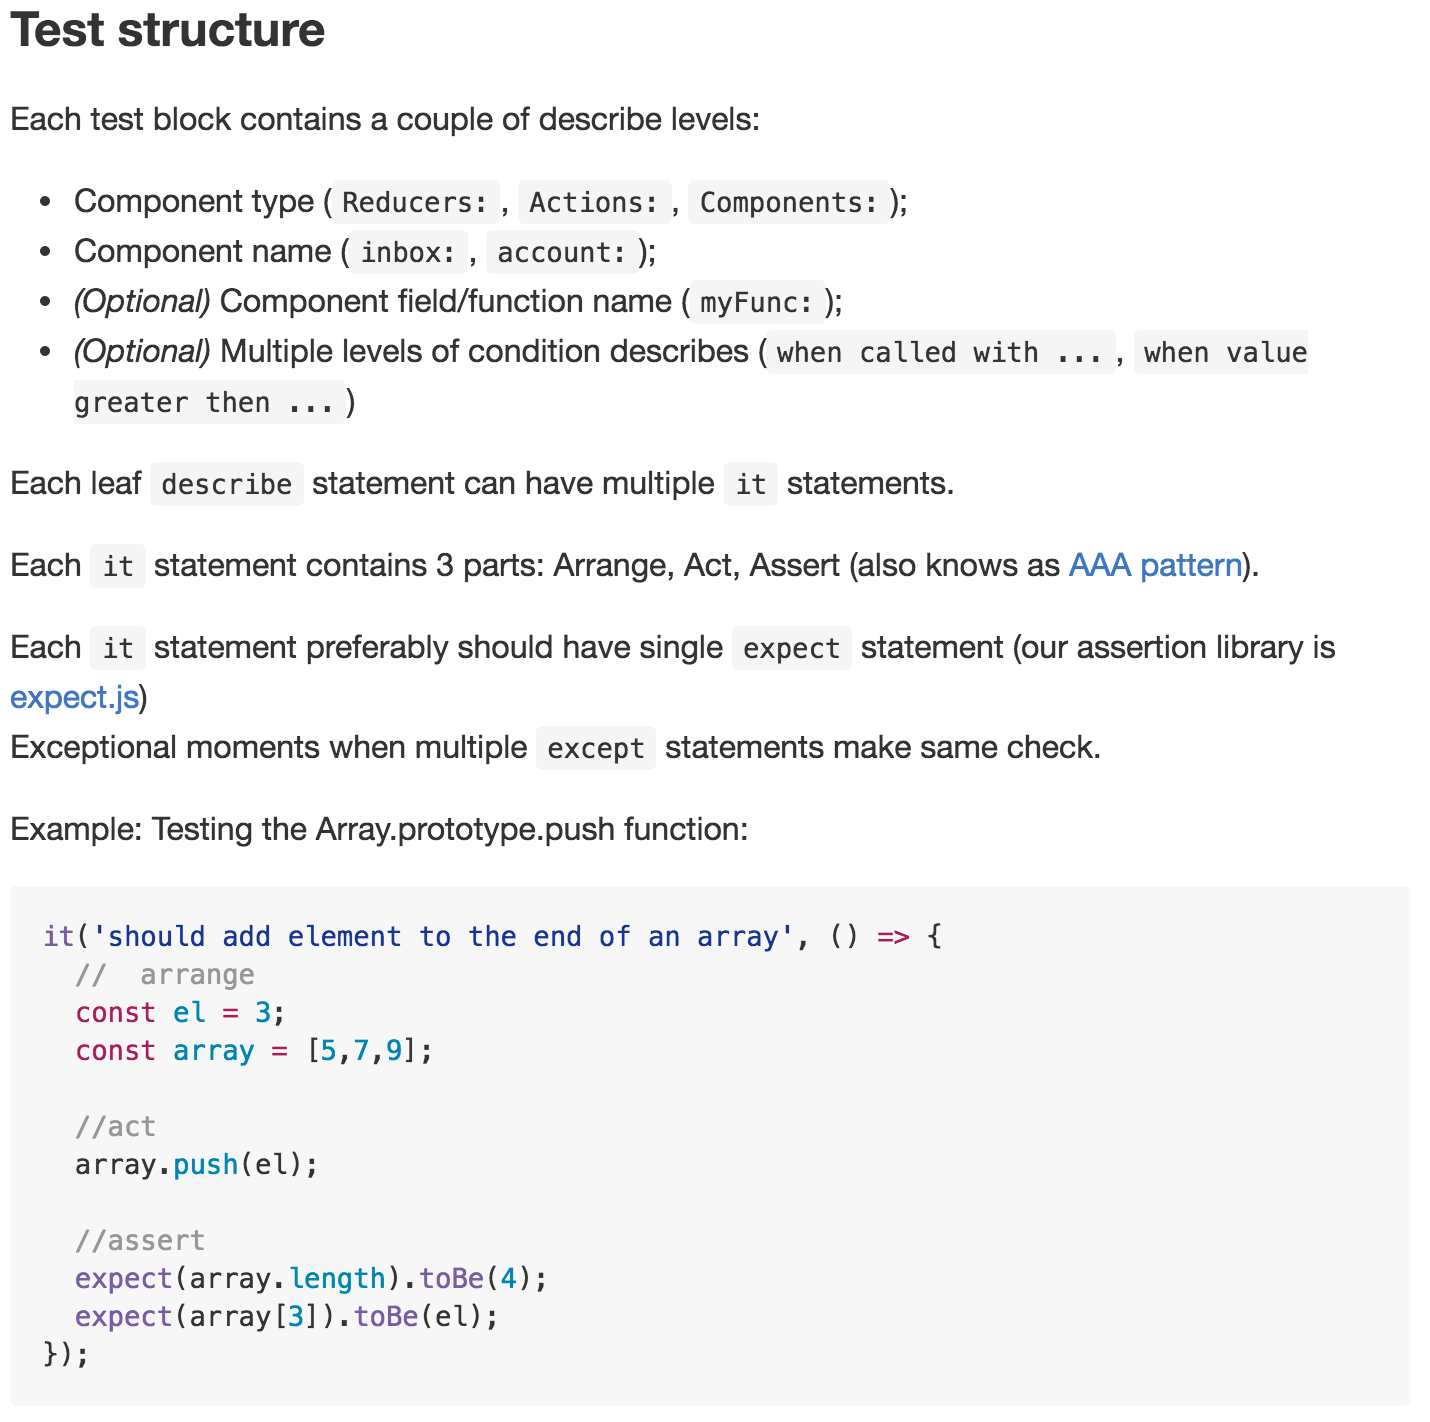 Test structure
Each test block contains a couple of describe levels:
• Component type ( Reducers: , Actions: , Components: );
• Component name ( inbox: , account: );
• (Optional) Component field/function name ( myFunc: );
• (Optional) Multiple levels of condition describes ( when called with ... , when value
greater then ... )
Each leaf describe statement can have multiple it statements.
Each it statement contains 3 parts: Arrange, Act, Assert (also knows as AAA pattern).
Each it statement preferably should have single expect statement (our assertion library is
expect.js)
Exceptional moments when multiple except statements make same check.
Example: Testing the Array.prototype.push function:
it('should add element to the end of an array', () => {
  //  arrange
  const el = 3;
  const array = [5,7,9];
  //act
  array.push(el);
  //assert
  expect(array.length).toBe(4);
  expect(array[3]).toBe(el);
});